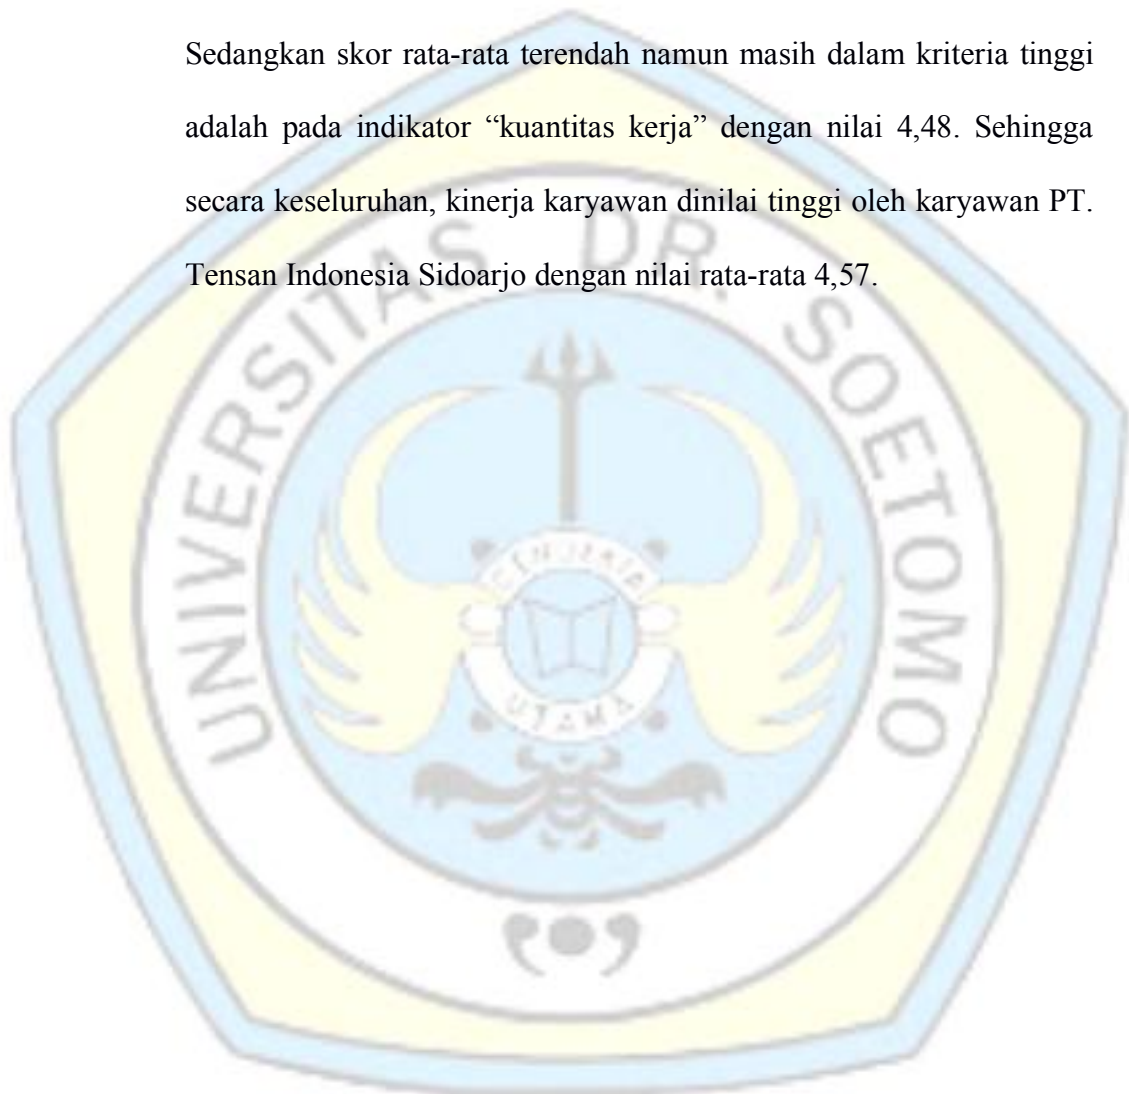 Sedangkan skor rata-rata terendah namun masih dalam kriteria tinggi
adalah pada indikator “kuantitas kerja” dengan nilai 4,48. Sehingga
secara keseluruhan, kinerja karyawan dinilai tinggi oleh karyawan PT.
Tensan Indonesia Sidoarjo dengan nilai rata-rata 4,57.
UNIVERSITAS DR. SOETOMO
UTAMA